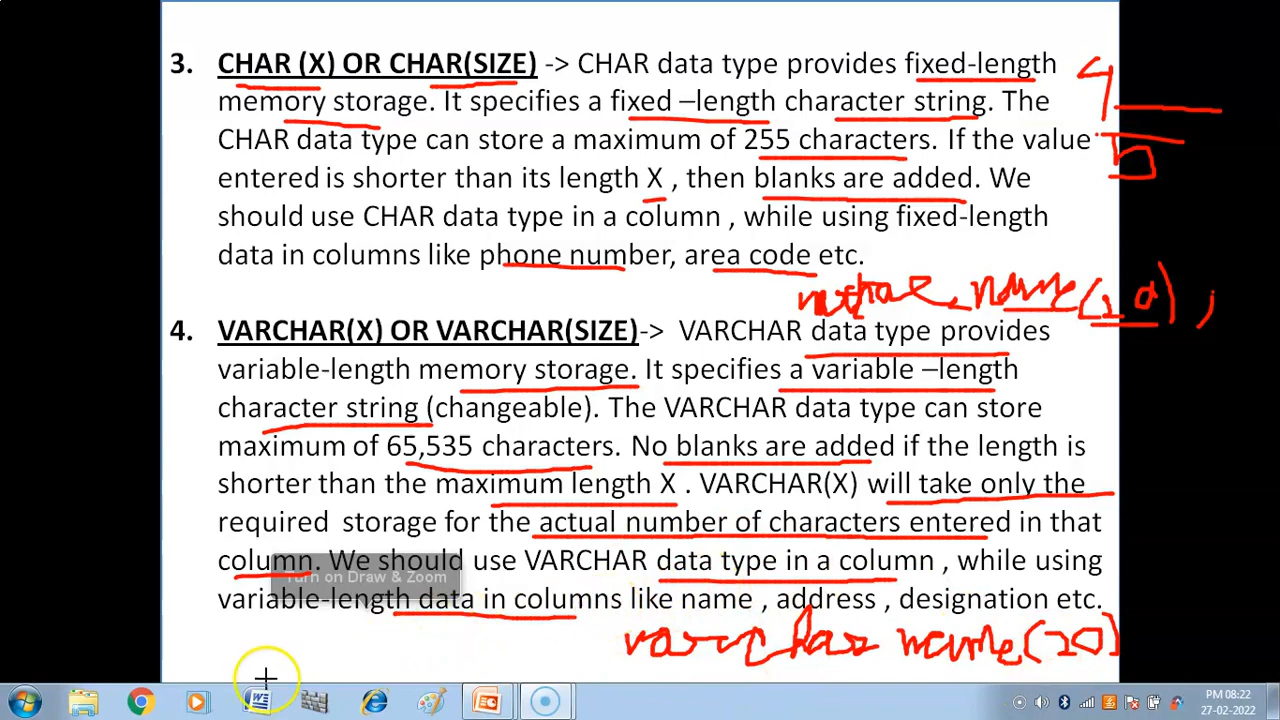 3. CHAR (X) OR CHAR(SIZE) -> CHAR data type provides fixed-length
memory storage. It specifies a fixed –length character string. The
CHAR data type can store a maximum of 255 characters. If the value
entered is shorter than its length X , then blanks are added. We
should use CHAR data type in a column , while using fixed-length
data in columns like phone number, area code etc.
name(20) ,
4. VARCHAR(X) OR VARCHAR(SIZE)-> VARCHAR data type provides
variable-length memory storage. It specifies a variable –length
character string (changeable). The VARCHAR data type can store
maximum of 65,535 characters. No blanks are added if the length is
shorter than the maximum length X . VARCHAR(X) will take only the
required storage for the actual number of characters entered in that
column. We should use VARCHAR data type in a column , while using
Turn on Draw & Zoom
variable-length data in columns like name , address , designation etc.
varchar name(20)
PM 08:22
27-02-2022